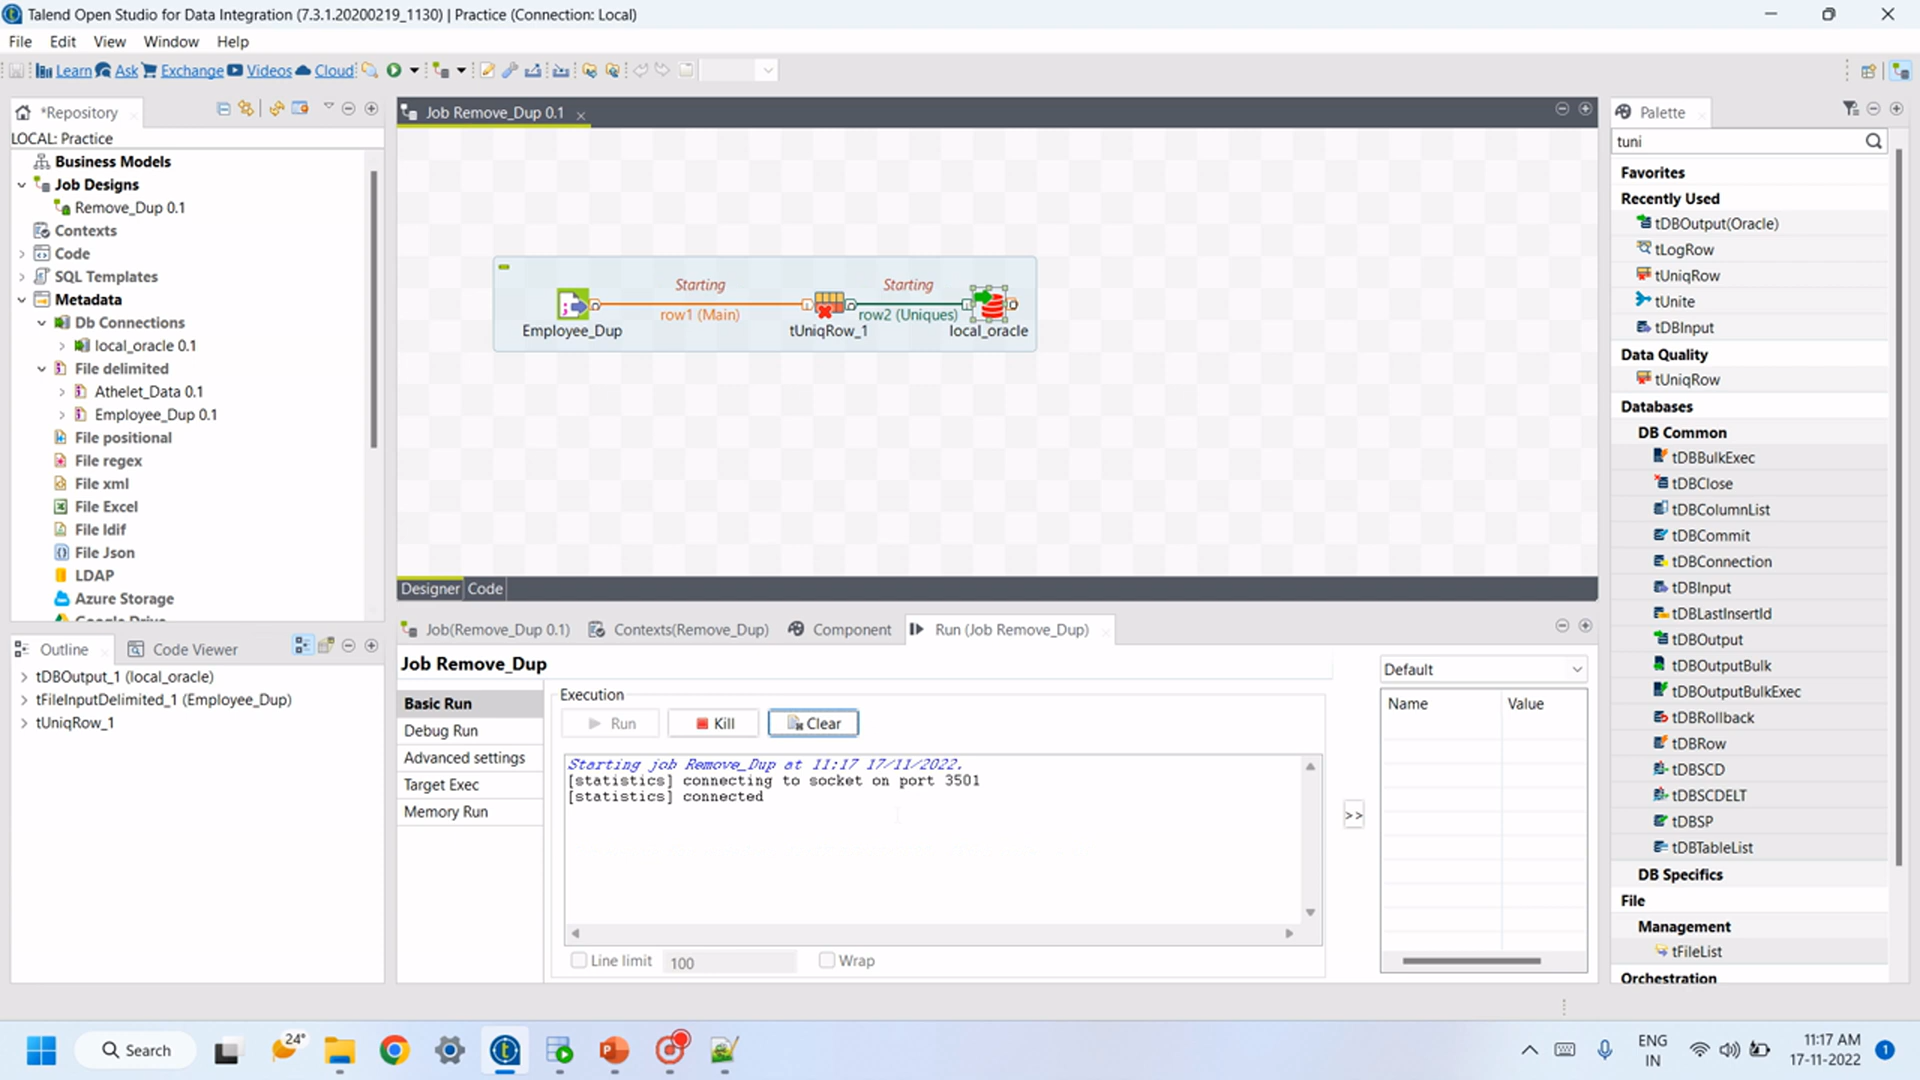 Talend Open Studio for Data Integration (7.3.1.20200219_1130) | Practice (Connection: Local)
File Edit View Window Help
Learn Ask Exchange Videos Cloud
*Repository
LOCAL: Practice
Business Models
Job Designs
Remove_Dup 0.1
Contexts
Code
SQL Templates
Metadata
Db Connections
local_oracle 0.1
File delimited
Athelet_Data 0.1
Employee_Dup 0.1
File positional
File regex
File xml
File Excel
File ldif
File Json
LDAP
Azure Storage
Outline Code Viewer
tDBOutput_1 (local_oracle)
tFileInputDelimited_1 (Employee_Dup)
tUniqRow_1
Job Remove_Dup 0.1
Starting Starting
row1 (Main) row2 (Uniques)
Employee_Dup tUniqRow_1 local_oracle
Designer Code
Job(Remove_Dup 0.1) Contexts(Remove_Dup) Component Run (Job Remove_Dup)
Job Remove_Dup
Basic Run
Debug Run
Advanced settings
Target Exec
Memory Run
Execution
Run Kill Clear
Starting job Remove_Dup at 11:17 17/11/2022.
[statistics] connecting to socket on port 3501
[statistics] connected
Line limit 100 Wrap
>>
Default
Name Value
Palette
tuni
Favorites
Recently Used
tDBOutput(Oracle)
tLogRow
tUniqRow
tUnite
tDBInput
Data Quality
tUniqRow
Databases
DB Common
tDBBulkExec
tDBClose
tDBColumnList
tDBCommit
tDBConnection
tDBInput
tDBLastInsertId
tDBOutput
tDBOutputBulk
tDBOutputBulkExec
tDBRollback
tDBRow
tDBSCD
tDBSCDELT
tDBSP
tDBTableList
DB Specifics
File
Management
tFileList
Orchestration
Search
24°
ENG
IN
11:17 AM
17-11-2022
1